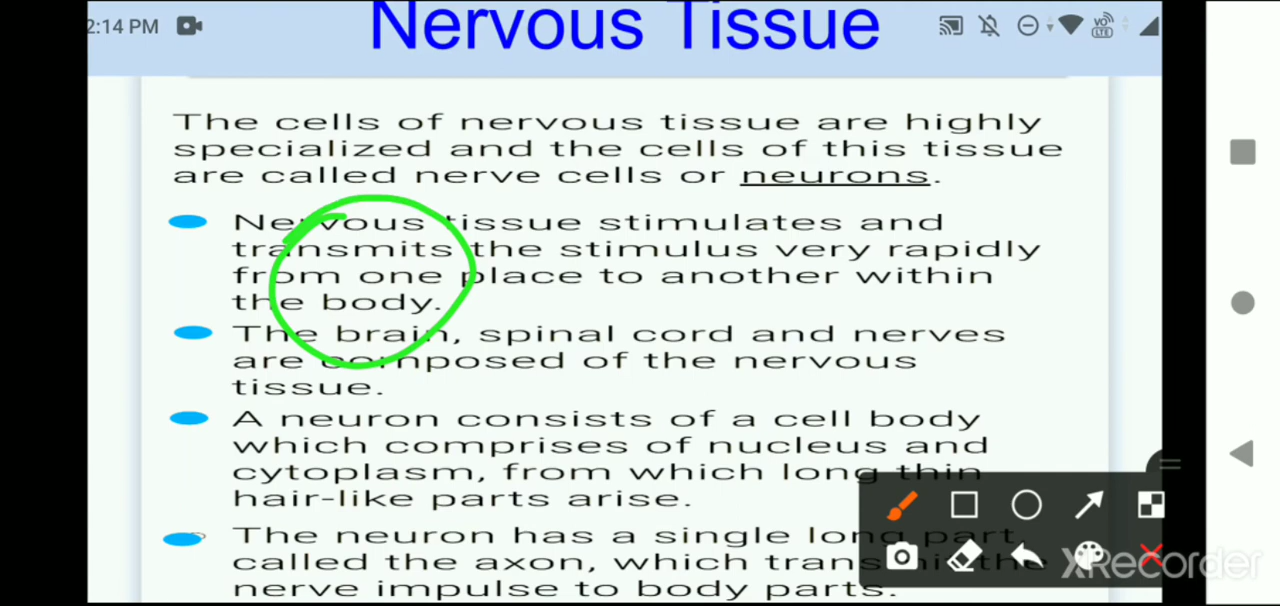 2:14 PM
Nervous Tissue
VO LTE
The cells of nervous tissue are highly
specialized and the cells of this tissue
are called nerve cells or neurons.
Nervous tissue stimulates and
transmits the stimulus very rapidly
from one place to another within
the body.
The brain, spinal cord and nerves
are composed of the nervous
tissue.
A neuron consists of a cell body
which comprises of nucleus and
cytoplasm, from which long thin
hair-like parts arise.
The neuron has a single long part,
called the axon, which transmit the
nerve impulse to body parts.
XRecorder